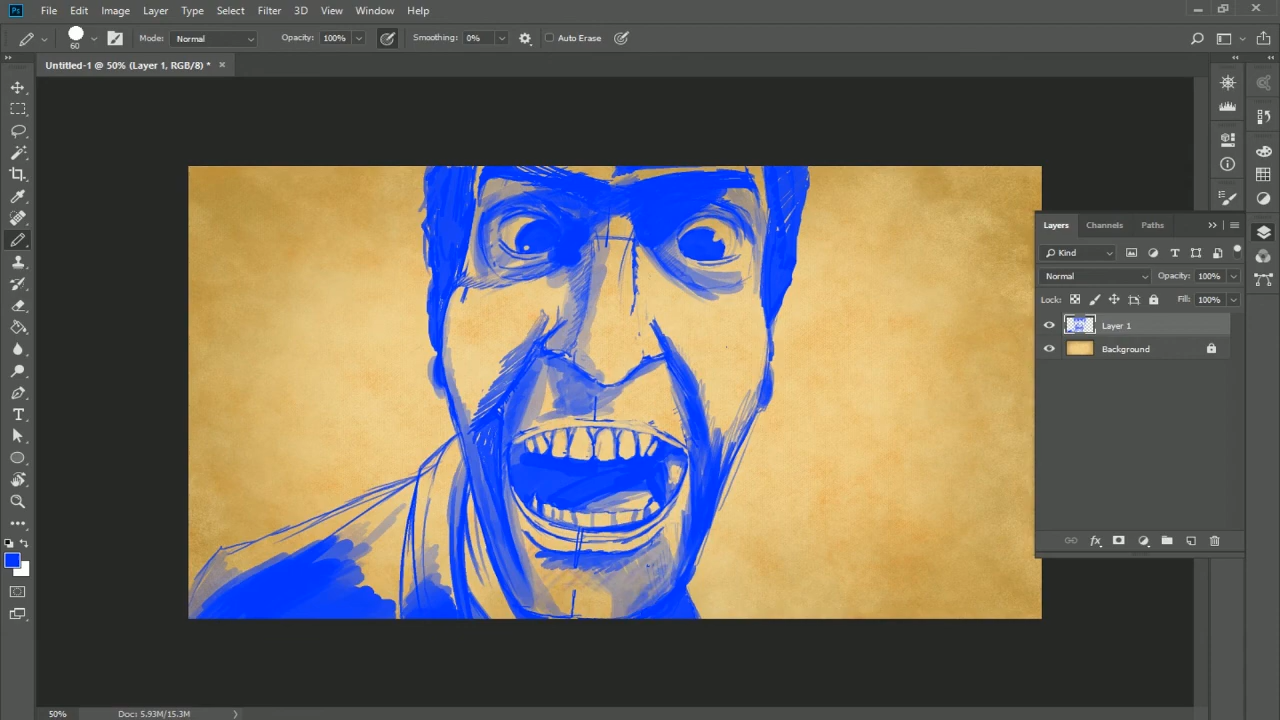 Ps File Edit Image Layer Type Select Filter 3D View Window Help
60 Mode: Normal Opacity: 100% Smoothing: 0% Auto Erase
Untitled-1 @ 50% (Layer 1, RGB/8) * ×
Layers Channels Paths
Kind
Normal Opacity: 100%
Lock: Fill: 100%
Layer 1
Background
50% Doc: 5.93M/15.3M